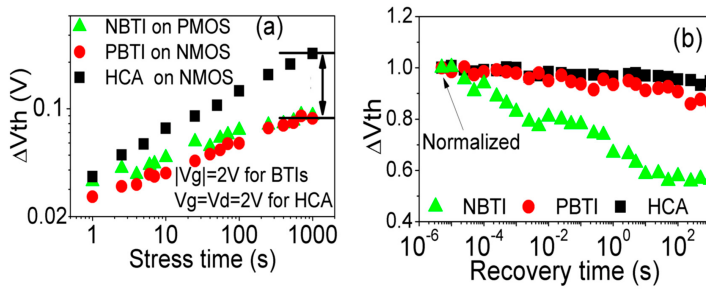 (a)
NBTI on PMOS
PBTI on NMOS
HCA on NMOS
ΔVth (V)
0.1
0.02
|Vg|=2V for BTIs
Vg=Vd=2V for HCA
1 10 100 1000
Stress time (s)
(b)
ΔVth
1.2
1.0
0.8
0.6
0.4
Normalized
NBTI PBTI HCA
10⁻⁶ 10⁻⁴ 10⁻² 10⁰ 10²
Recovery time (s)